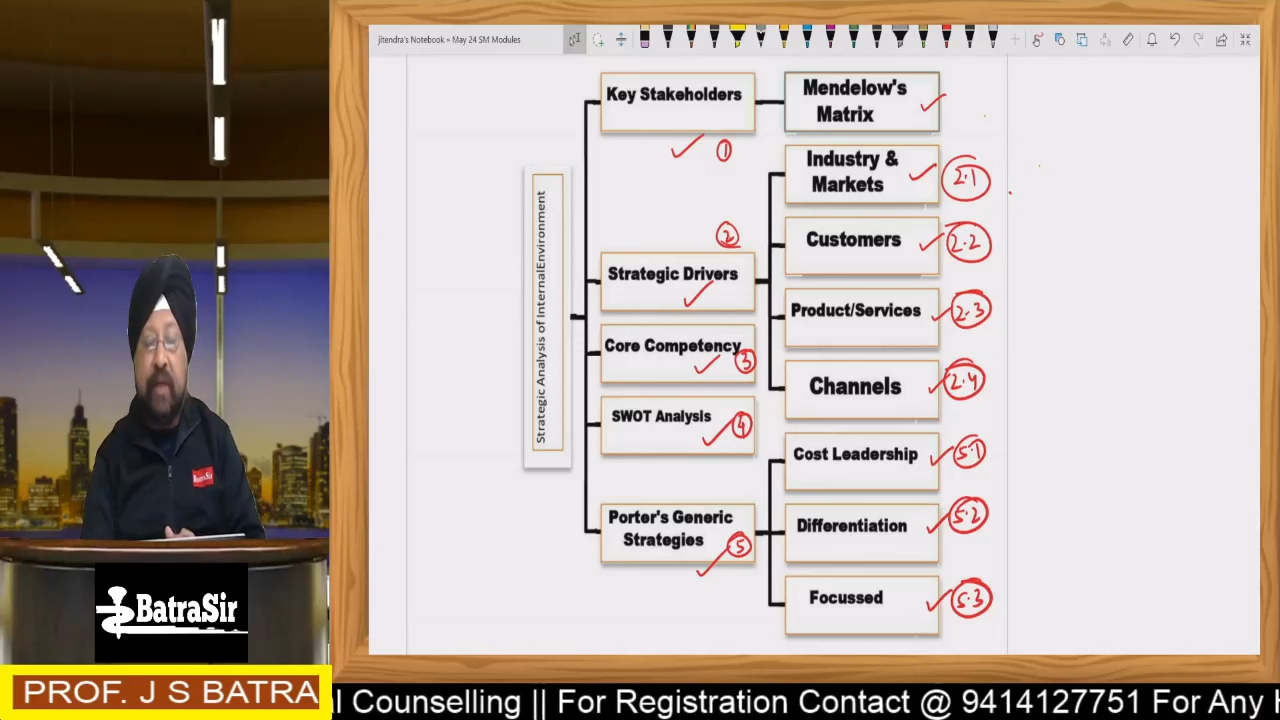 jitendra's Notebook » May 24 SM Modules
Strategic Analysis of InternalEnvironment
Key Stakeholders
1
Mendelow's
Matrix
Strategic Drivers
2
Industry &
Markets
2.1
Customers
2.2
Product/Services
2.3
Channels
2.4
Core Competency
3
SWOT Analysis
4
Porter's Generic
Strategies
5
Cost Leadership
5.1
Differentiation
5.2
Focussed
5.3
BatraSir
BatraSir
PROF. J S BATRA
l Counselling || For Registration Contact @ 9414127751 For Any H